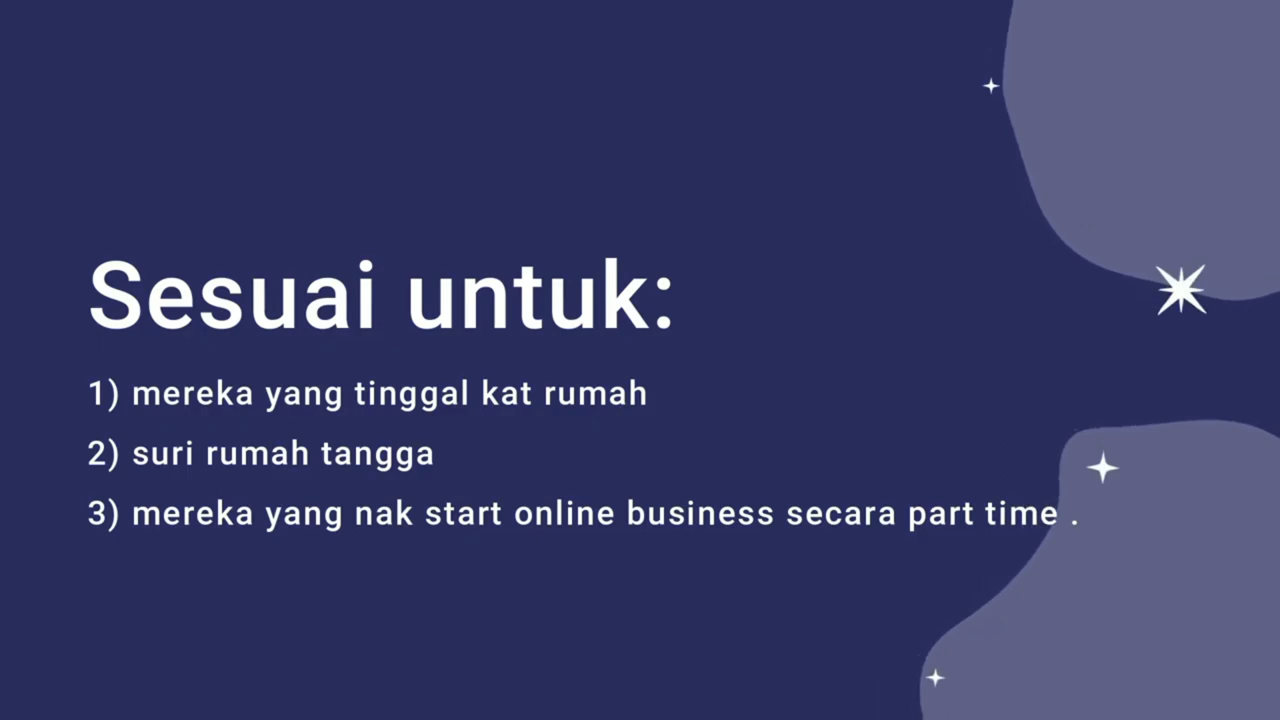 Sesuai untuk:
1) mereka yang tinggal kat rumah
2) suri rumah tangga
3) mereka yang nak start online business secara part time .